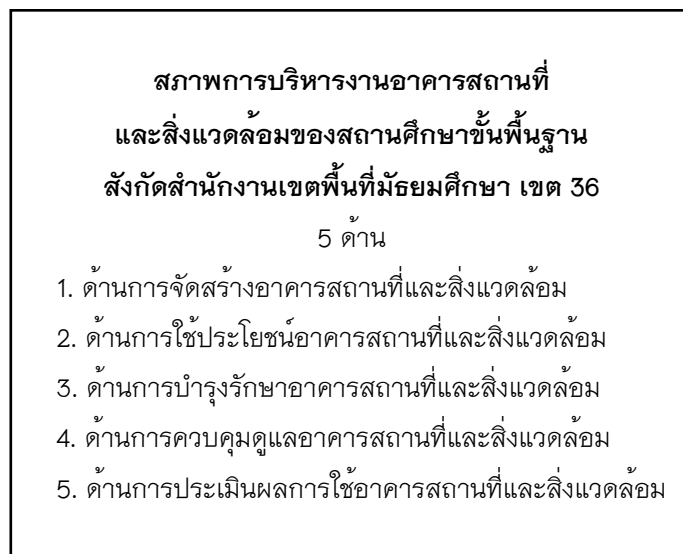 สภาพการบริหารงานอาคารสถานที่
และสิ่งแวดล้อมของสถานศึกษาขั้นพื้นฐาน
สังกัดสำนักงานเขตพื้นที่มัธยมศึกษา เขต 36
5 ด้าน
1. ด้านการจัดสร้างอาคารสถานที่และสิ่งแวดล้อม
2. ด้านการใช้ประโยชน์อาคารสถานที่และสิ่งแวดล้อม
3. ด้านการบำรุงรักษาอาคารสถานที่และสิ่งแวดล้อม
4. ด้านการควบคุมดูแลอาคารสถานที่และสิ่งแวดล้อม
5. ด้านการประเมินผลการใช้อาคารสถานที่และสิ่งแวดล้อม